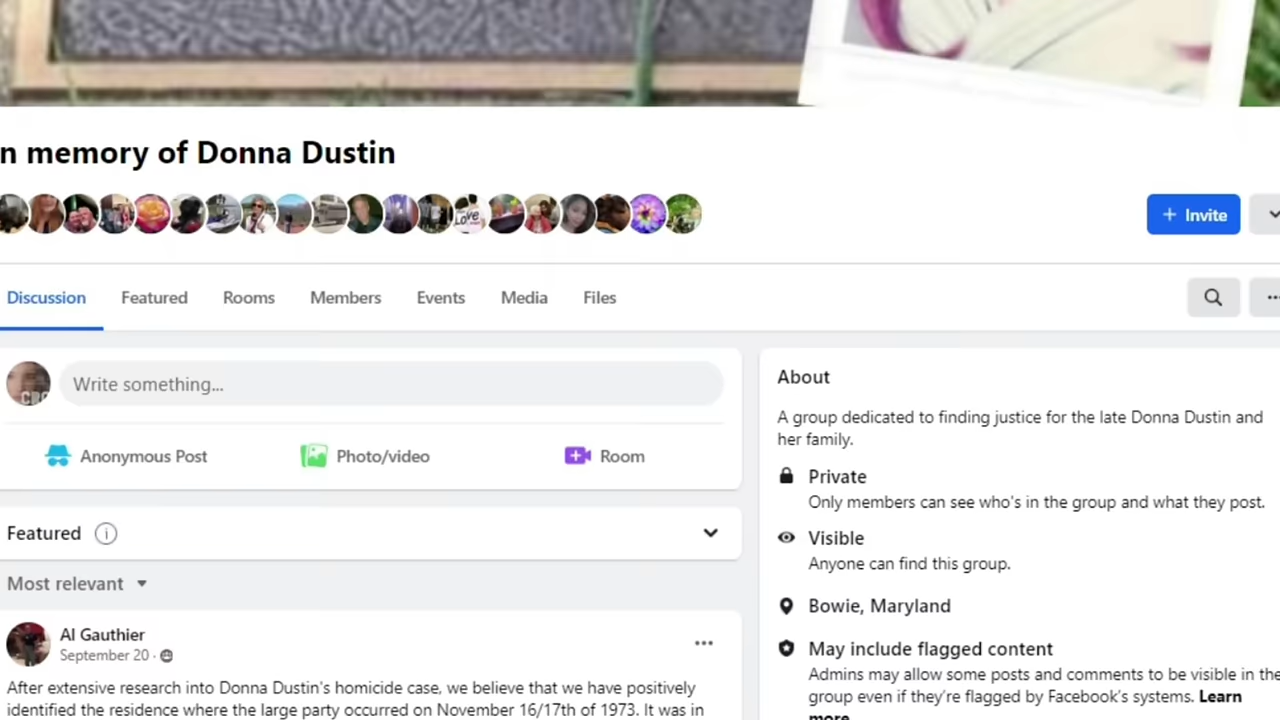 n memory of Donna Dustin
Love
+ Invite
Discussion
Featured
Rooms
Members
Events
Media
Files
Write something...
Anonymous Post
Photo/video
Room
Featured
Most relevant
Al Gauthier
September 20 ·
After extensive research into Donna Dustin's homicide case, we believe that we have positively
identified the residence where the large party occurred on November 16/17th of 1973. It was in
About
A group dedicated to finding justice for the late Donna Dustin and
her family.
Private
Only members can see who's in the group and what they post.
Visible
Anyone can find this group.
Bowie, Maryland
May include flagged content
Admins may allow some posts and comments to be visible in the
group even if they're flagged by Facebook's systems. Learn
more